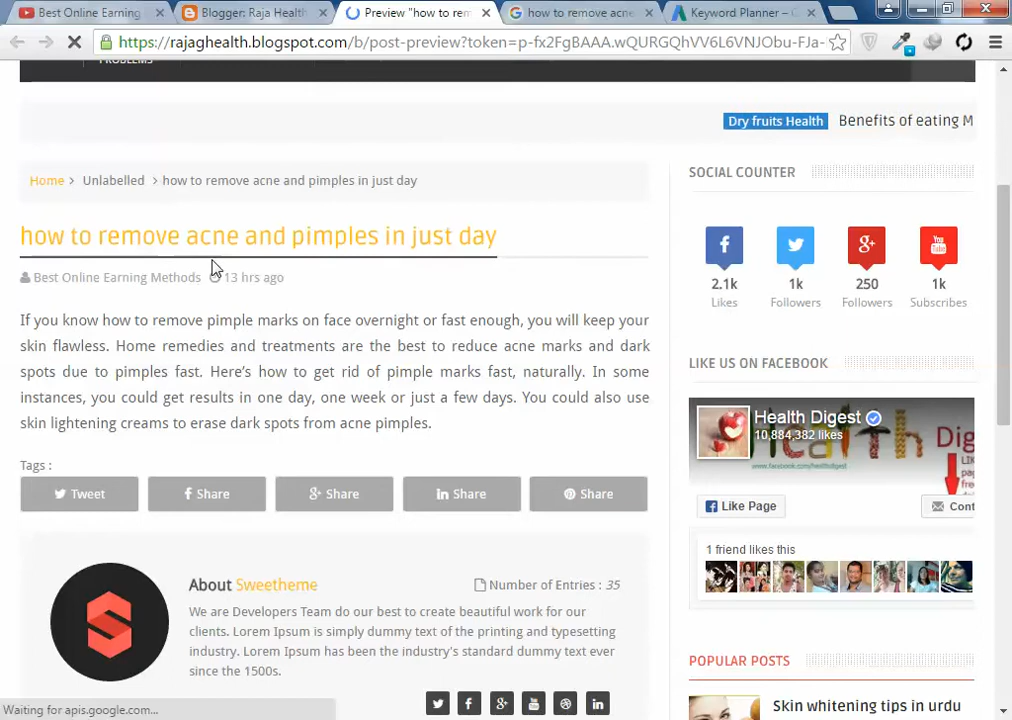 Best Online Earning
Blogger: Raja Health
Preview "how to rem
how to remove acne
Keyword Planner –
https://rajaghealth.blogspot.com/b/post-preview?token=p-fx2FgBAAA.wQURGQhVV6L6VNJObu-FJa-
PROBLEMS
Dry fruits Health Benefits of eating M
Home > Unlabelled > how to remove acne and pimples in just day
how to remove acne and pimples in just day
Best Online Earning Methods 13 hrs ago
If you know how to remove pimple marks on face overnight or fast enough, you will keep your
skin flawless. Home remedies and treatments are the best to reduce acne marks and dark
spots due to pimples fast. Here's how to get rid of pimple marks fast, naturally. In some
instances, you could get results in one day, one week or just a few days. You could also use
skin lightening creams to erase dark spots from acne pimples.
Tags :
Tweet
Share
Share
Share
Share
About Sweetheme
Number of Entries : 35
We are Developers Team do our best to create beautiful work for our
clients. Lorem Ipsum is simply dummy text of the printing and typesetting
industry. Lorem Ipsum has been the industry's standard dummy text ever
since the 1500s.
SOCIAL COUNTER
2.1k
Likes
1k
Followers
250
Followers
1k
Subscribes
LIKE US ON FACEBOOK
Health Digest
10,884,382 likes
www.facebook.com/healthdigest
Like Page
Cont
1 friend likes this
POPULAR POSTS
Skin whitening tips in urdu
Waiting for apis.google.com...